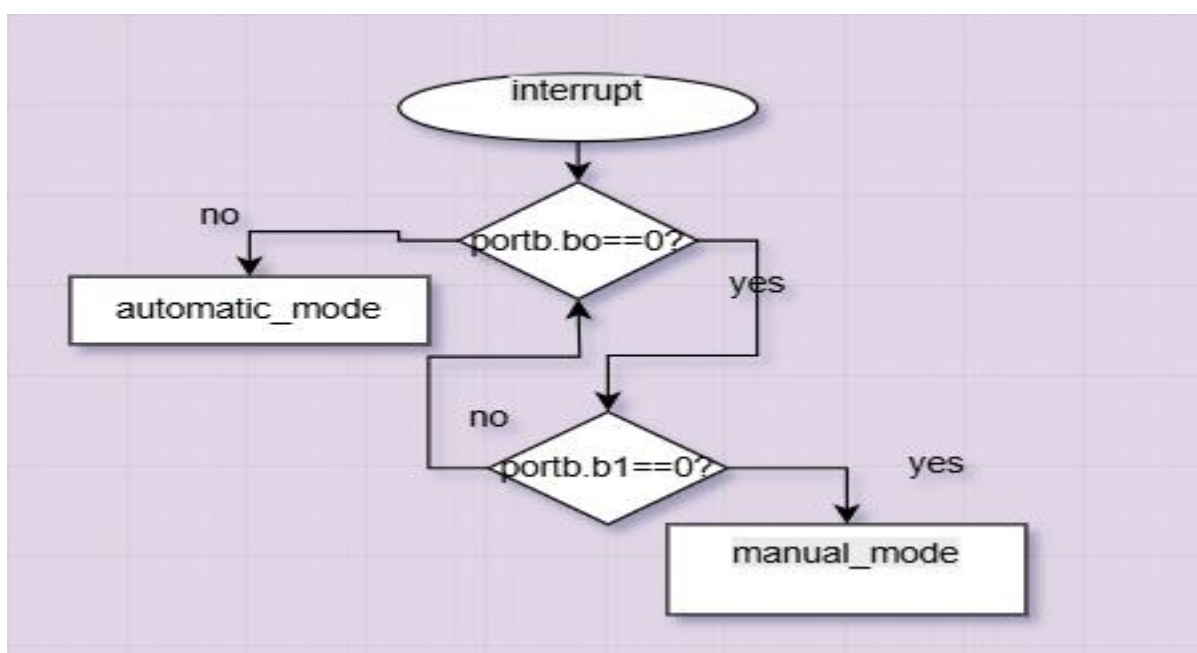 interrupt
no
portb.bo==0?
yes
automatic_mode
no
portb.b1==0?
yes
manual_mode